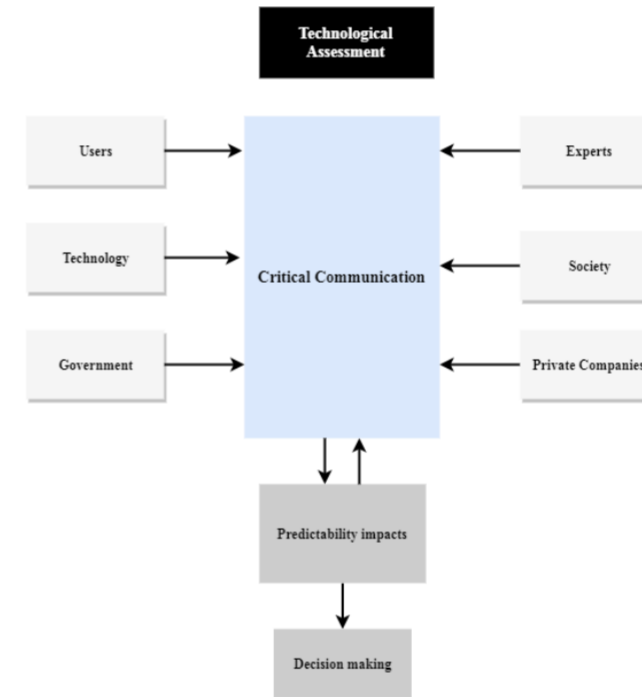 Technological
Assessment
Users
Experts
Technology
Society
Critical Communication
Government
Private Companies
Predictability impacts
Decision making